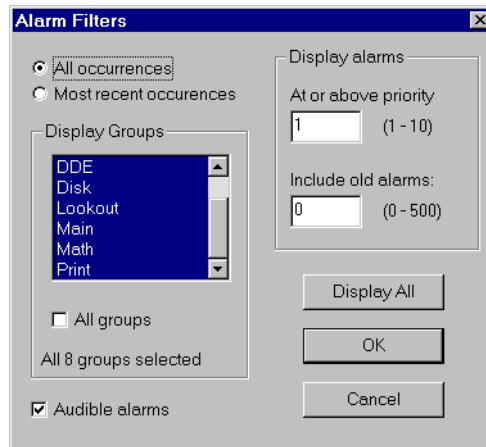 Alarm Filters
All occurrences
Most recent occurences
Display Groups
DDE
Disk
Lookout
Main
Math
Print
All groups
All 8 groups selected
Audible alarms
Display alarms
At or above priority
1 (1 - 10)
Include old alarms:
0 (0 - 500)
Display All
OK
Cancel